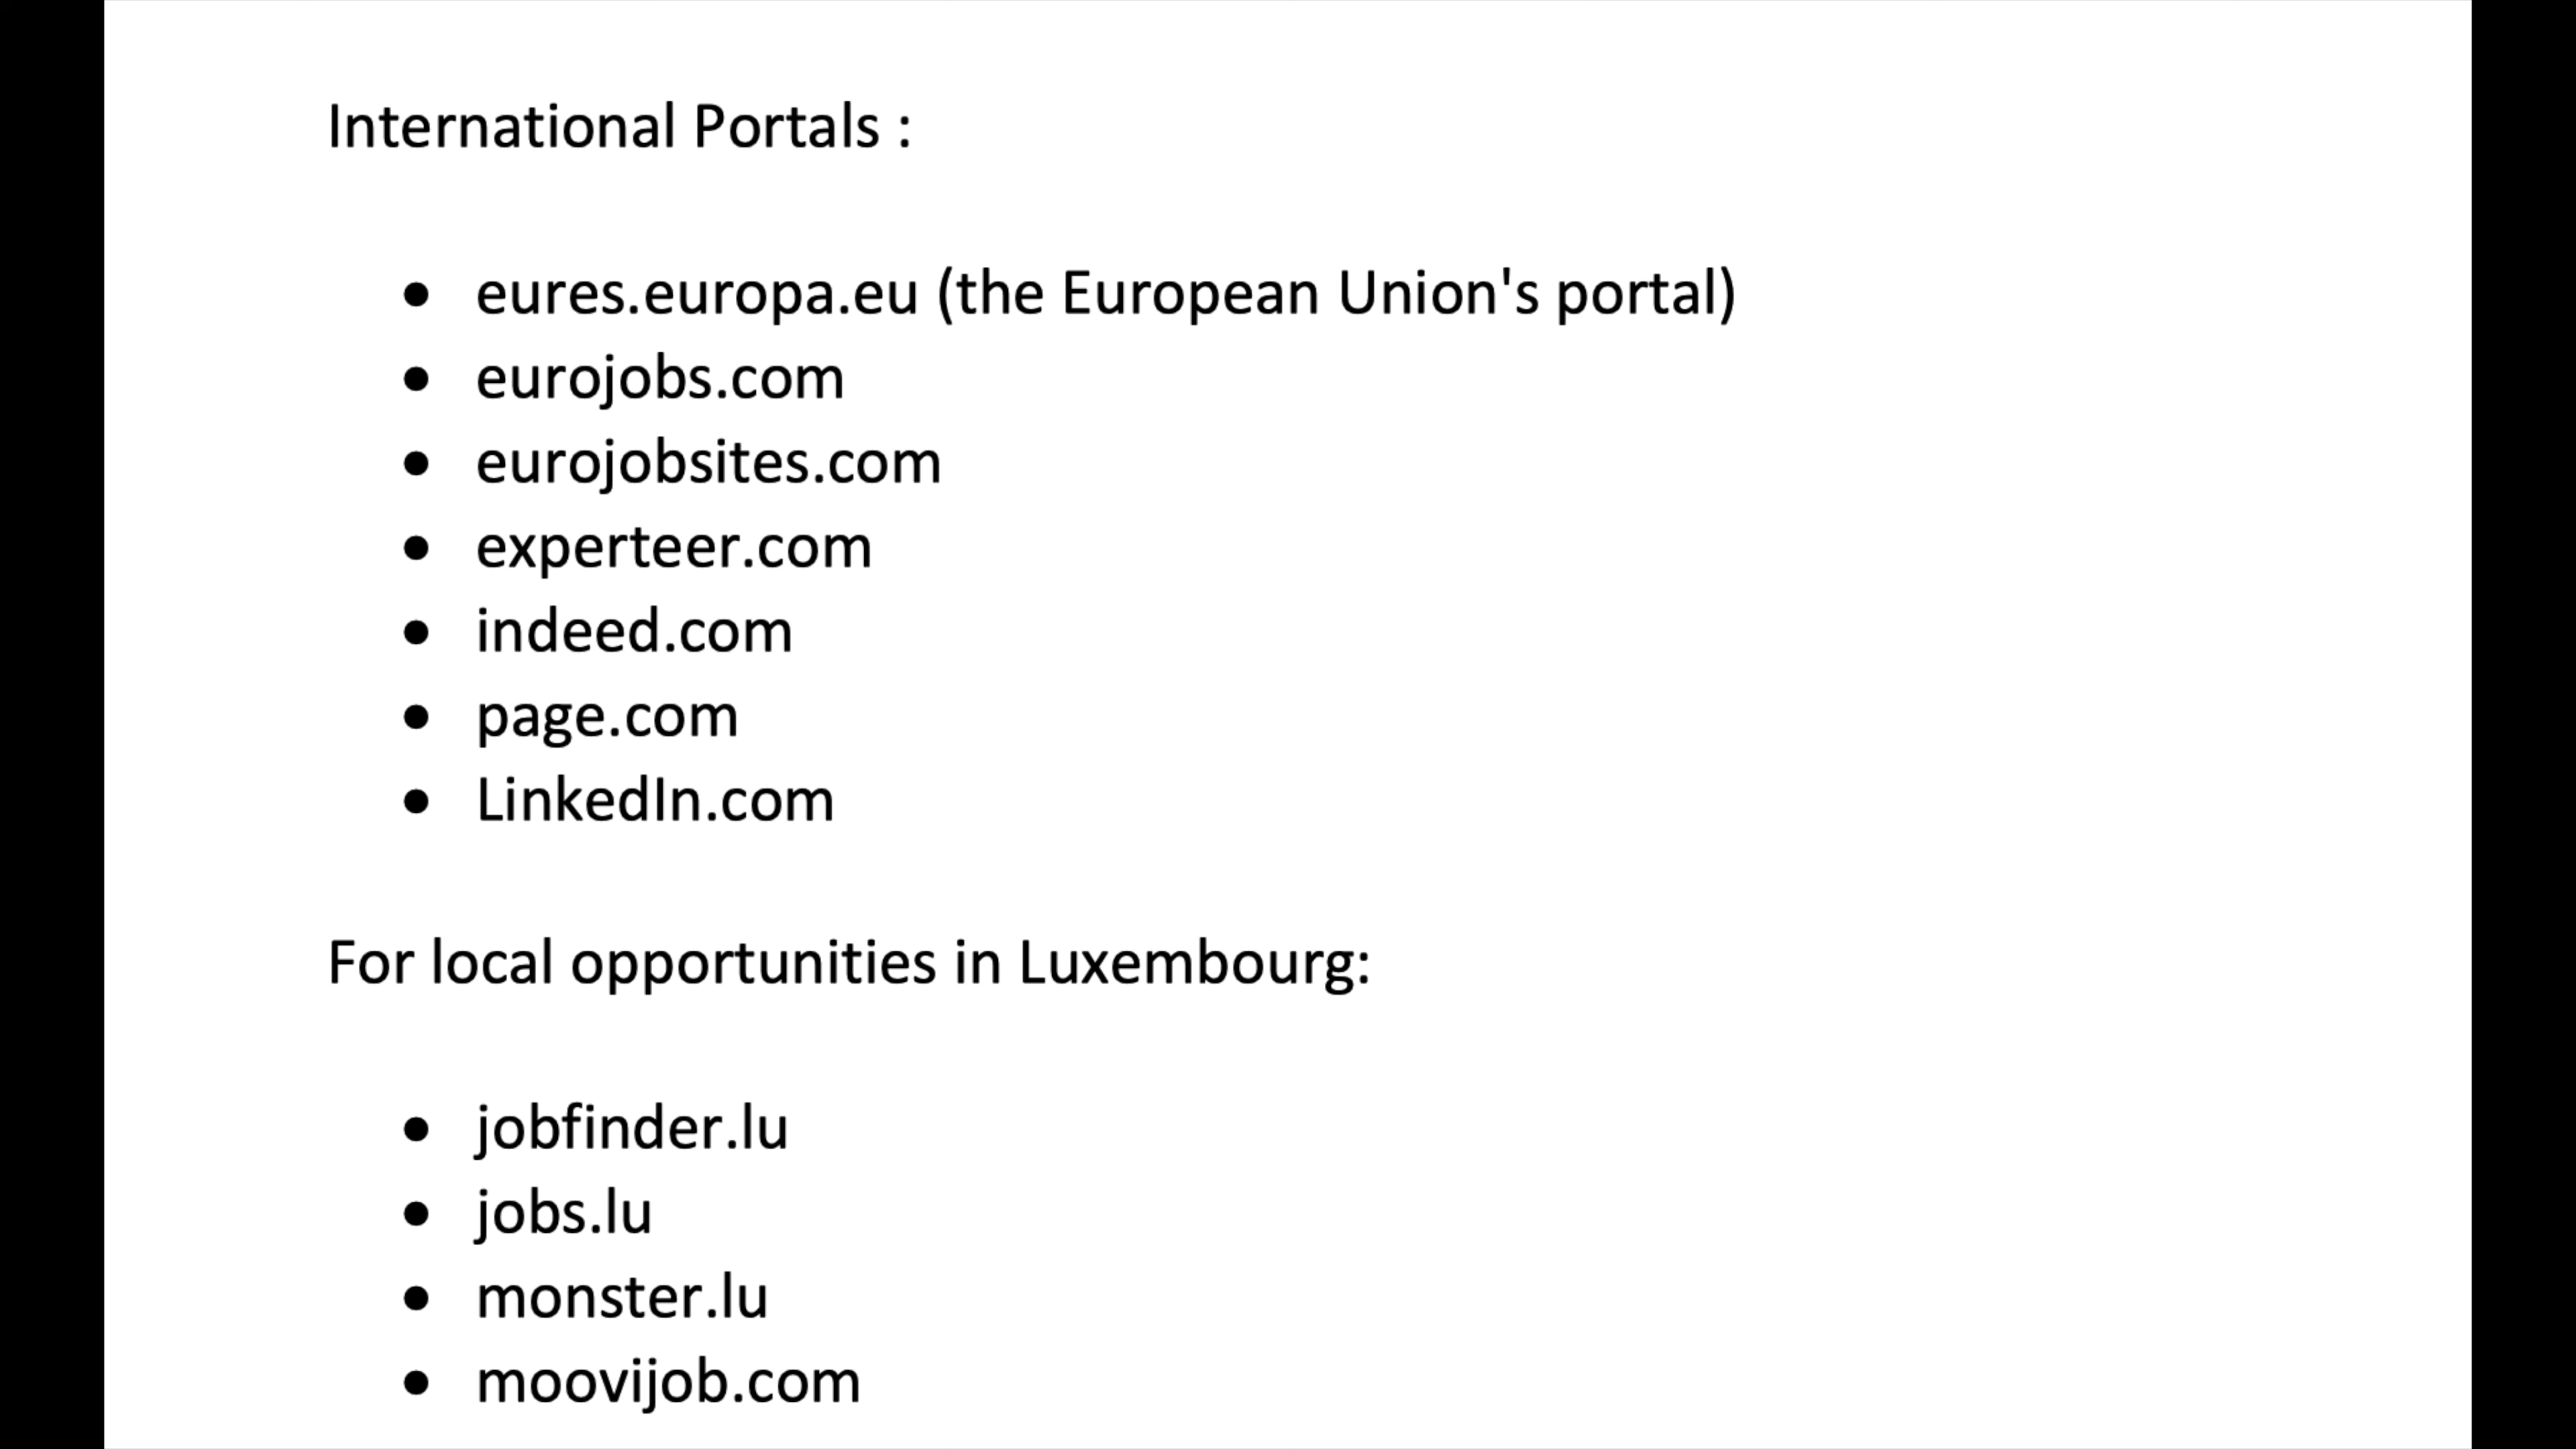 International Portals :
• eures.europa.eu (the European Union's portal)
• eurojobs.com
• eurojobsites.com
• experteer.com
• indeed.com
• page.com
• LinkedIn.com
For local opportunities in Luxembourg:
• jobfinder.lu
• jobs.lu
• monster.lu
• moovijob.com